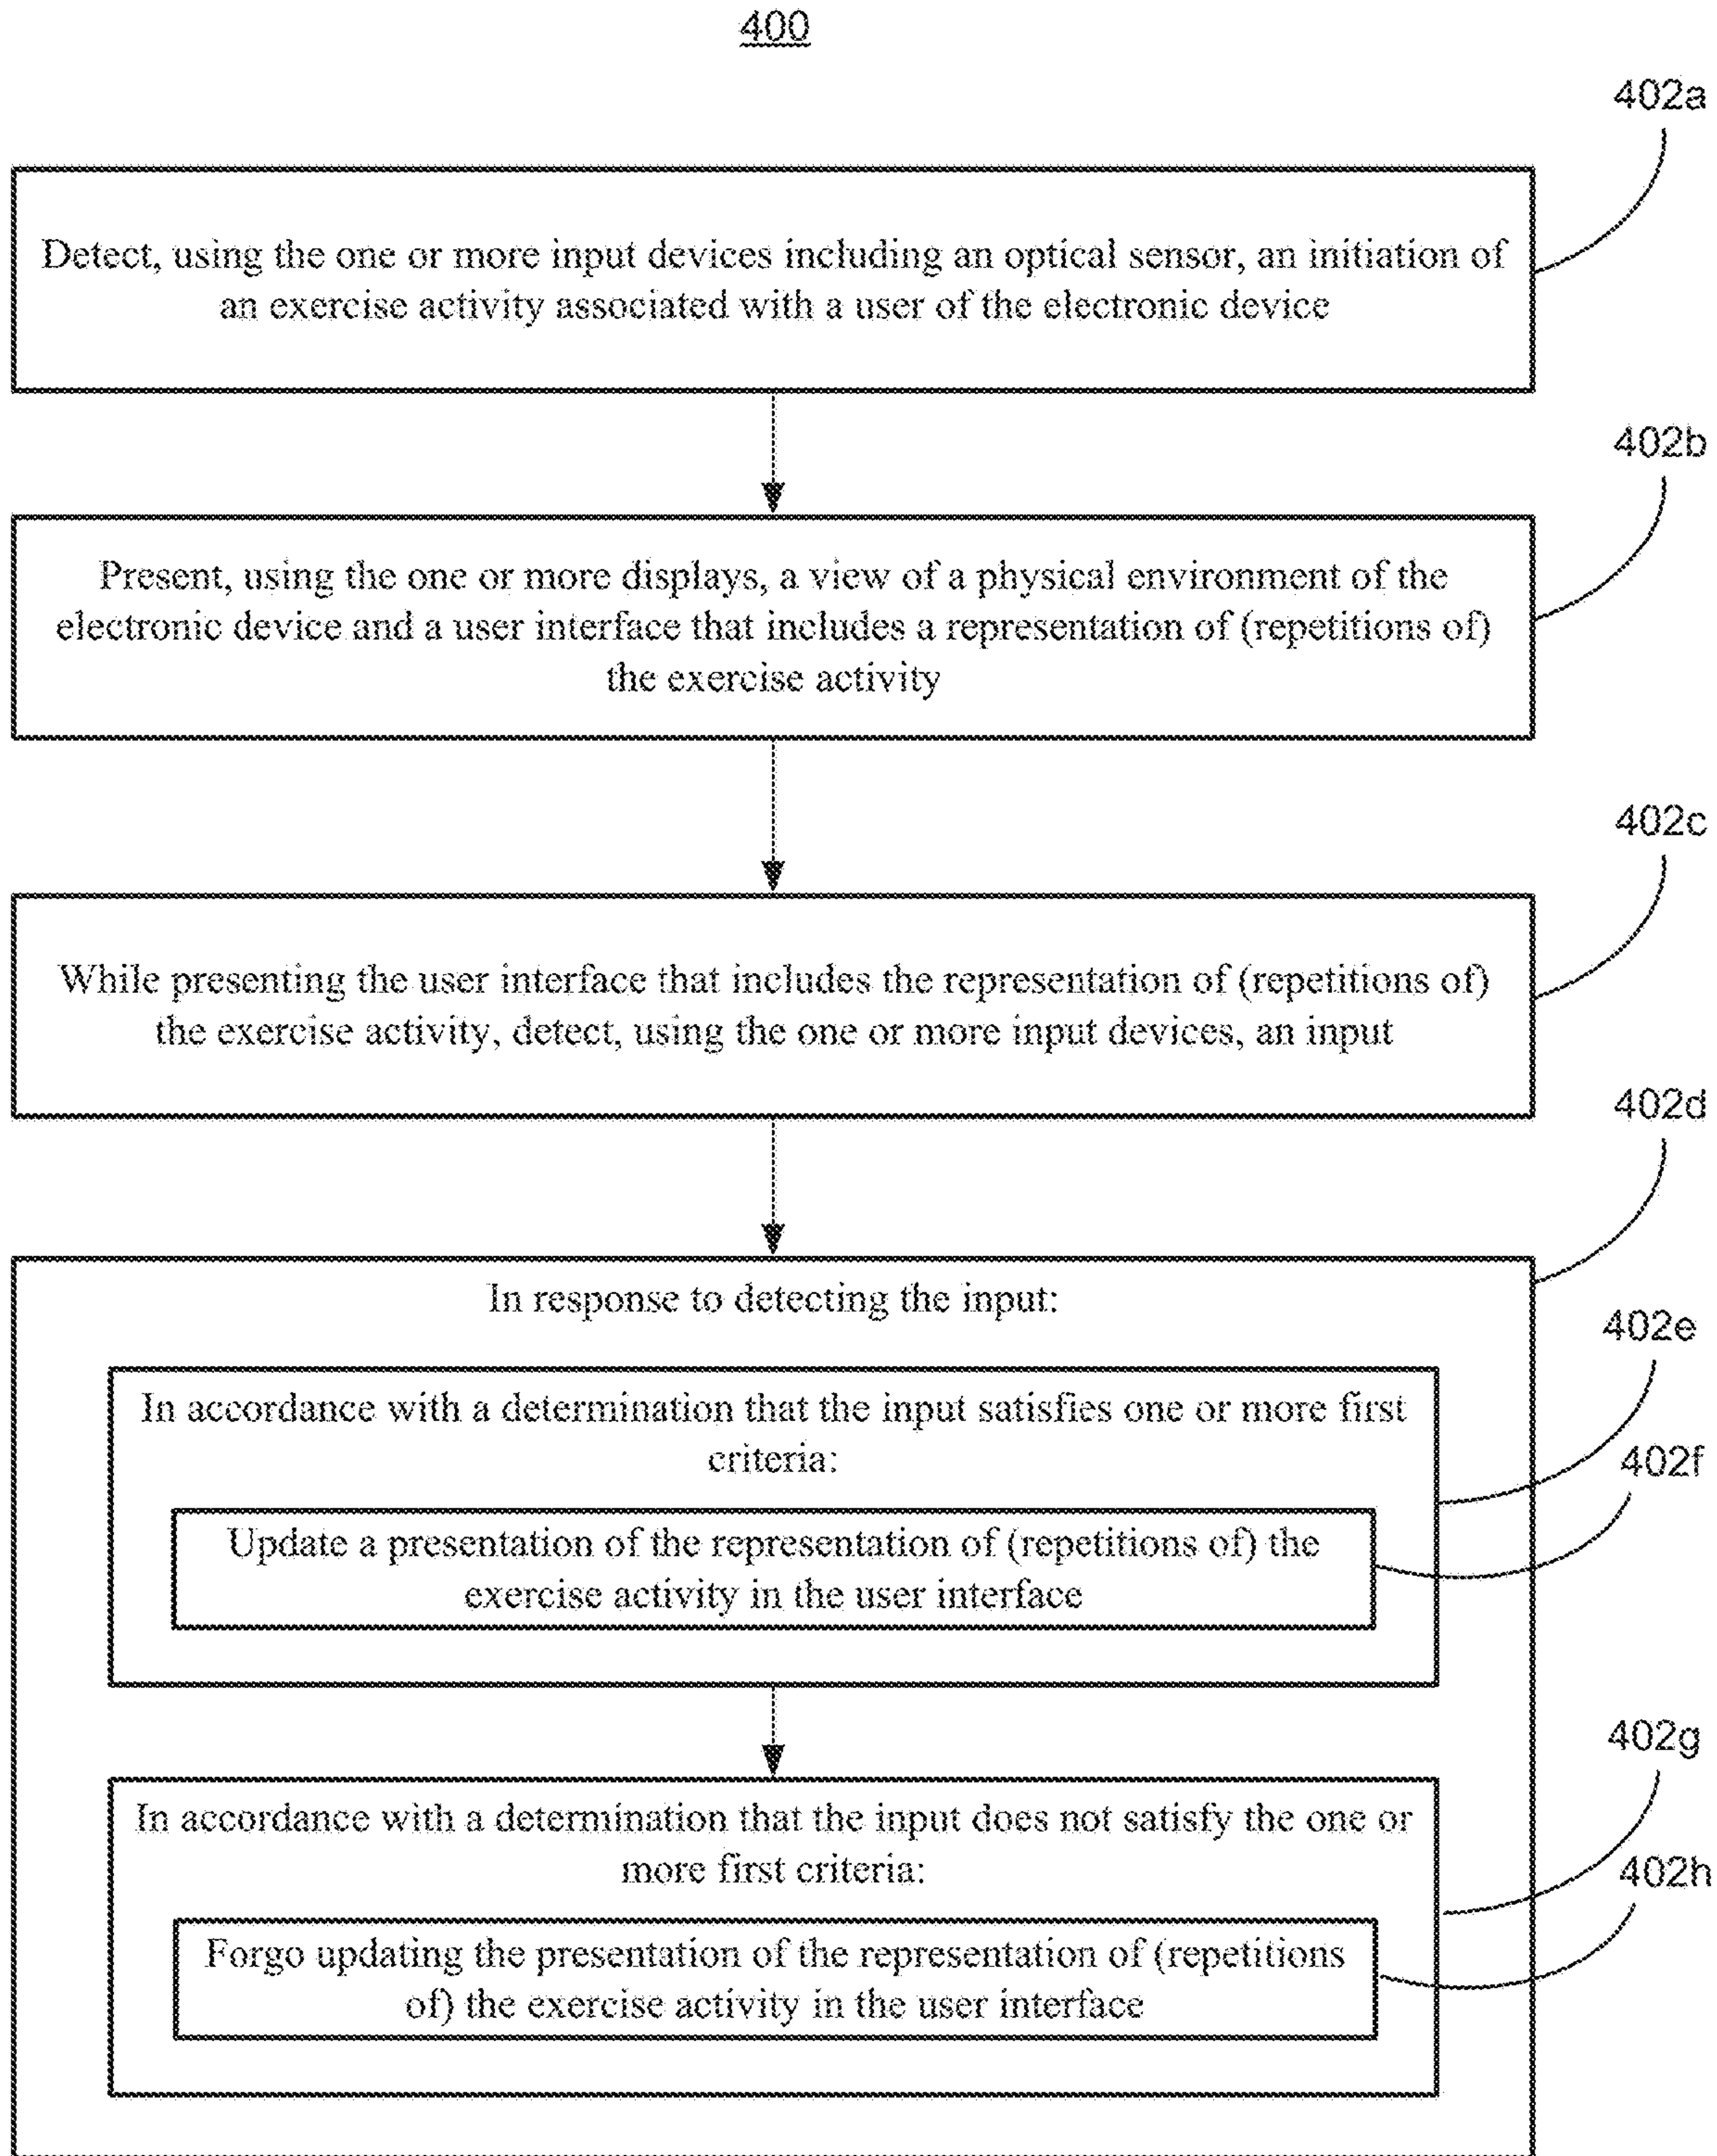 400
402a
Detect, using the one or more input devices including an optical sensor, an initiation of
an exercise activity associated with a user of the electronic device
402b
Present, using the one or more displays, a view of a physical environment of the
electronic device and a user interface that includes a representation of (repetitions of)
the exercise activity
402c
While presenting the user interface that includes the representation of (repetitions of)
the exercise activity, detect, using the one or more input devices, an input
402d
In response to detecting the input:
402e
In accordance with a determination that the input satisfies one or more first
criteria:
402f
Update a presentation of the representation of (repetitions of) the
exercise activity in the user interface
402g
In accordance with a determination that the input does not satisfy the one or
more first criteria:
402h
Forgo updating the presentation of the representation of (repetitions
of) the exercise activity in the user interface